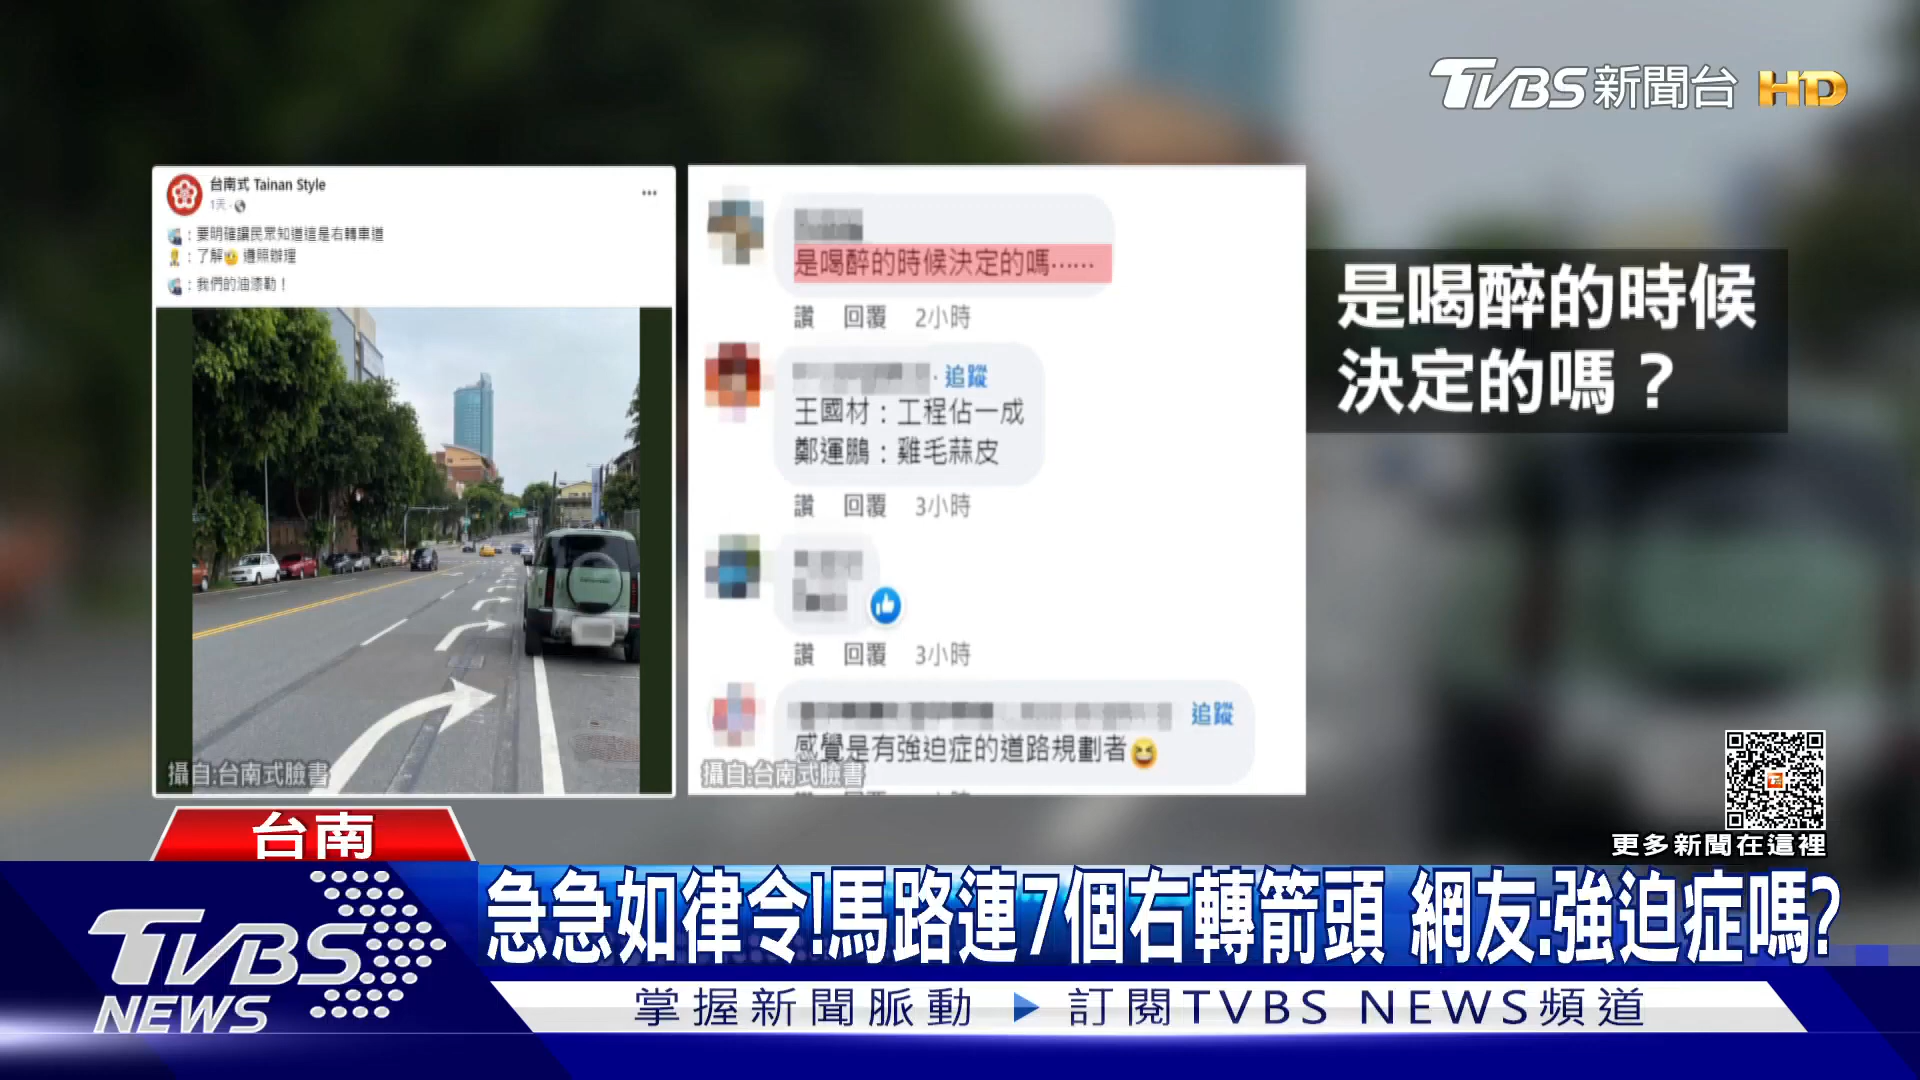 TVBS新聞台 HD
台南式 Tainan Style
1天
：要明確讓民眾知道這是右轉車道
：了解 遵照辦理
：我們的油漆勒！
攝自:台南式臉書
是喝醉的時候決定的嗎……
讚 回覆 2小時
追蹤
王國材：工程佔一成
鄭運鵬：雞毛蒜皮
讚 回覆 3小時
讚 回覆 3小時
追蹤
感覺是有強迫症的道路規劃者
攝自:台南式臉書
是喝醉的時候
決定的嗎？
更多新聞在這裡
台南
急急如律令!馬路連7個右轉箭頭 網友:強迫症嗎?
TVBS
NEWS
掌握新聞脈動 ▶ 訂閱TVBS NEWS頻道